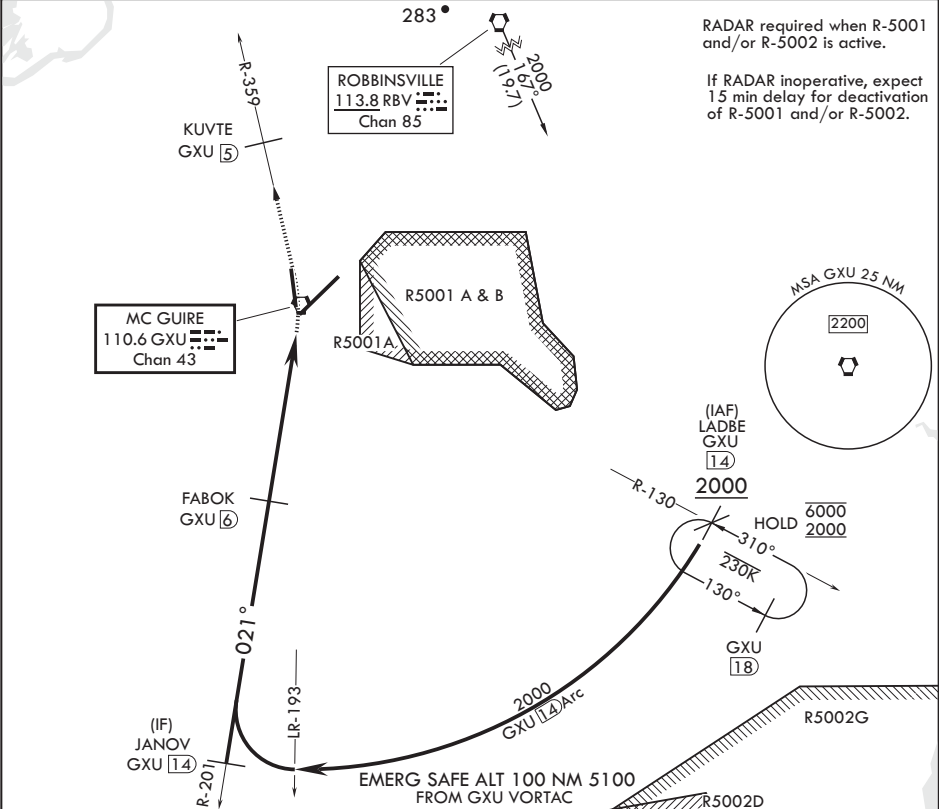 283
RADAR required when R-5001
and/or R-5002 is active.
If RADAR inoperative, expect
15 min delay for deactivation
of R-5001 and/or R-5002.
2000
167°
(19.7)
ROBBINSVILLE
113.8 RBV
Chan 85
R-359
KUVTE
GXU 5
MC GUIRE
110.6 GXU
Chan 43
R5001 A & B
R5001A
MSA GXU 25 NM
2200
(IAF)
LADBE
GXU
14
2000
R-130
HOLD
6000
2000
310°
230K
130°
GXU
18
FABOK
GXU 6
021°
LR-193
2000
GXU 14 Arc
(IF)
JANOV
GXU 14
R-201
EMERG SAFE ALT 100 NM 5100
FROM GXU VORTAC
R5002G
R5002D